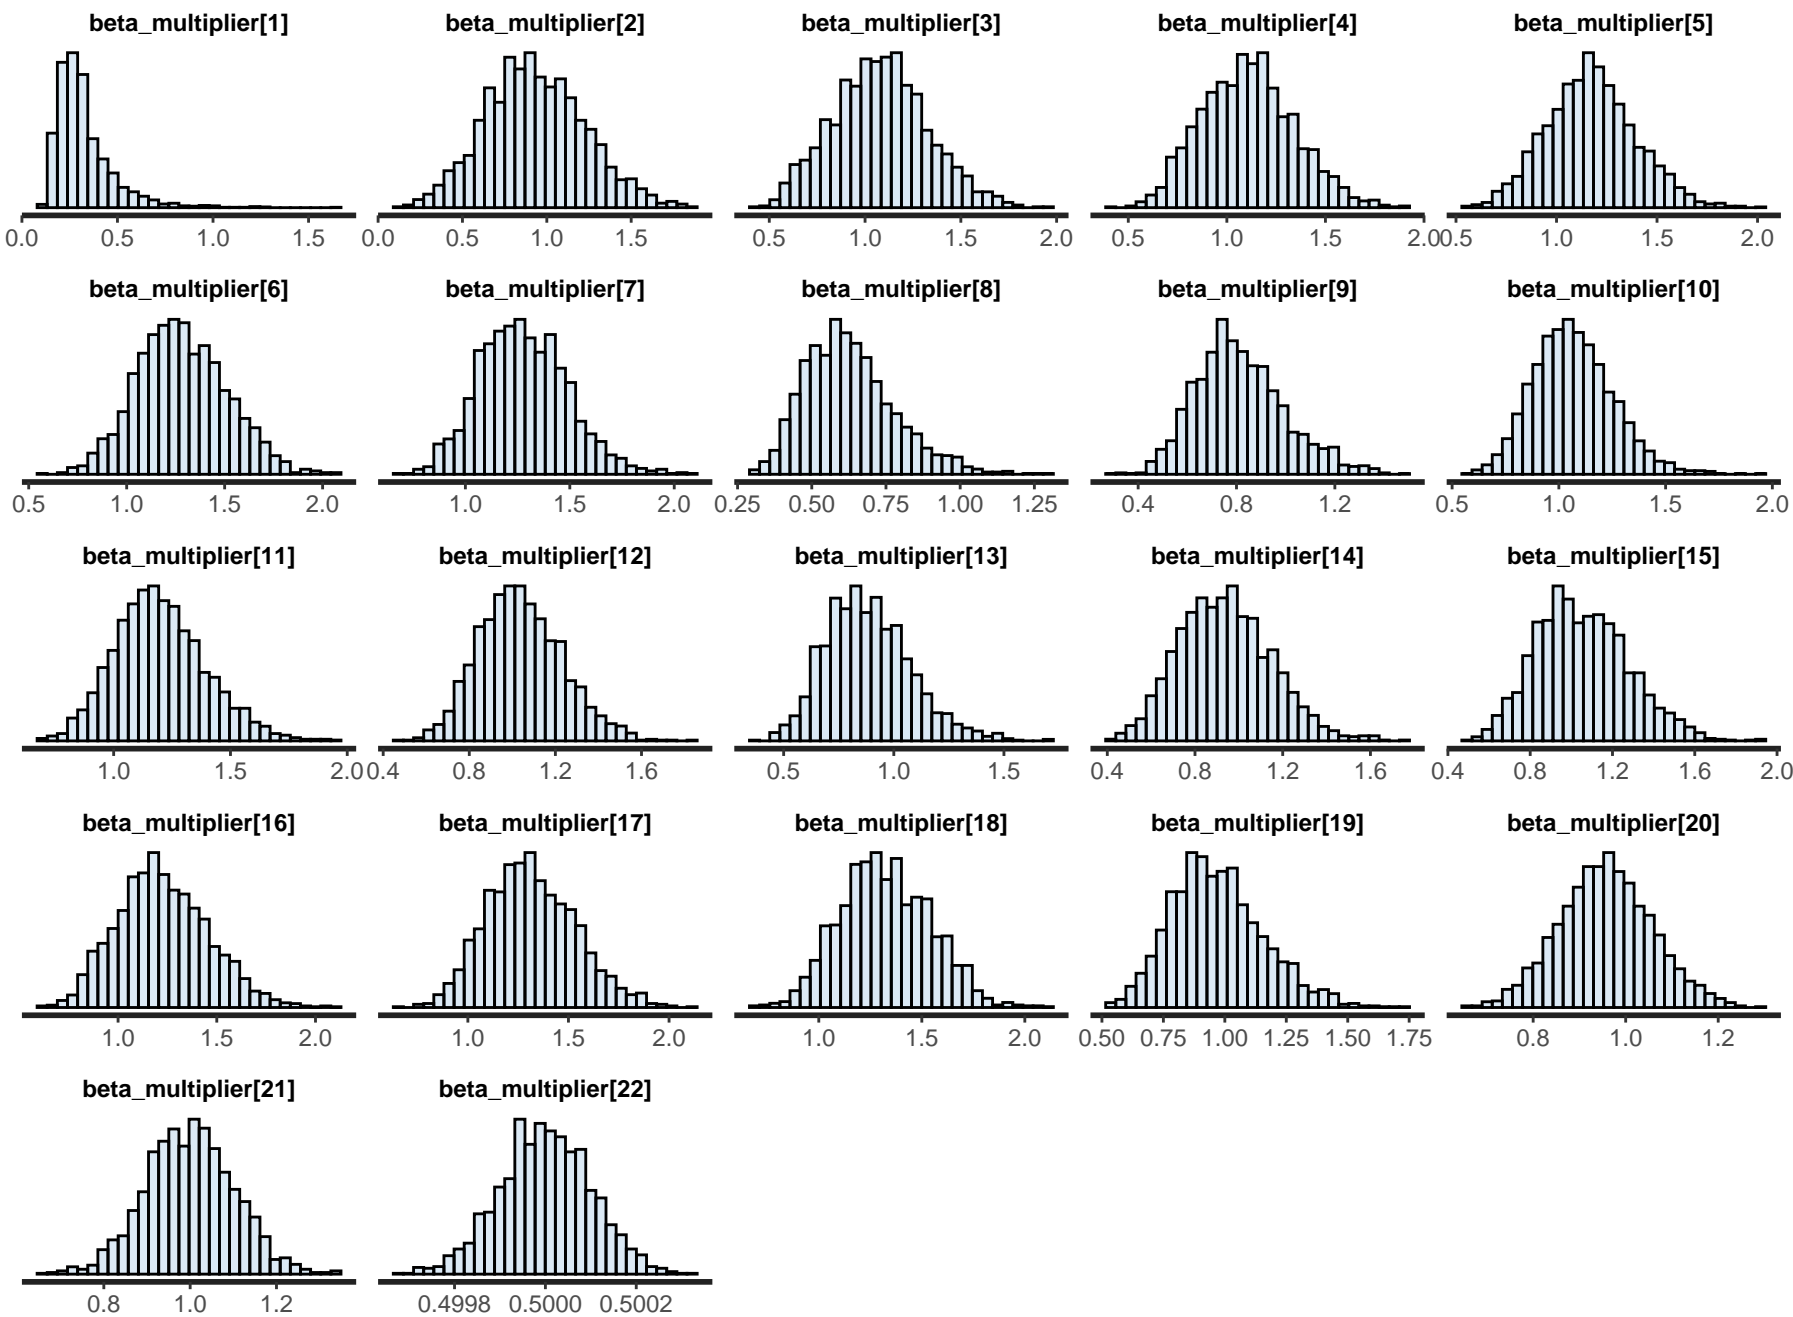 beta_multiplier[1] beta_multiplier[2] beta_multiplier[3] beta_multiplier[4] beta_multiplier[5]
0.0 0.5 1.0 1.5 0.0 0.5 1.0 1.5 0.5 1.0 1.5 2.0 0.5 1.0 1.5 2.0 0.5 1.0 1.5 2.0
beta_multiplier[6] beta_multiplier[7] beta_multiplier[8] beta_multiplier[9] beta_multiplier[10]
0.5 1.0 1.5 2.0 1.0 1.5 2.0 0.25 0.50 0.75 1.00 1.25 0.4 0.8 1.2 0.5 1.0 1.5 2.0
beta_multiplier[11] beta_multiplier[12] beta_multiplier[13] beta_multiplier[14] beta_multiplier[15]
1.0 1.5 2.0 0.4 0.8 1.2 1.6 0.5 1.0 1.5 0.4 0.8 1.2 1.6 0.4 0.8 1.2 1.6 2.0
beta_multiplier[16] beta_multiplier[17] beta_multiplier[18] beta_multiplier[19] beta_multiplier[20]
1.0 1.5 2.0 1.0 1.5 2.0 1.0 1.5 2.0 0.50 0.75 1.00 1.25 1.50 1.75 0.8 1.0 1.2
beta_multiplier[21] beta_multiplier[22]
0.8 1.0 1.2 0.4998 0.5000 0.5002